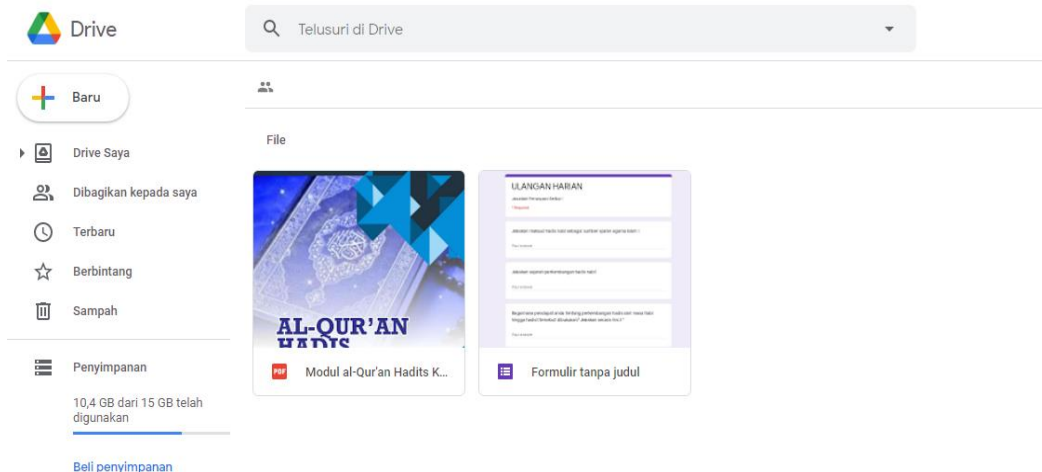 Drive
Telusuri di Drive
Baru
Drive Saya
Dibagikan kepada saya
Terbaru
Berbintang
Sampah
Penyimpanan
10,4 GB dari 15 GB telah
digunakan
Beli penyimpanan
File
AL-QUR'AN
HADIS
PDF
Modul al-Qur'an Hadits K...
ULANGAN HARIAN
Formulir tanpa judul